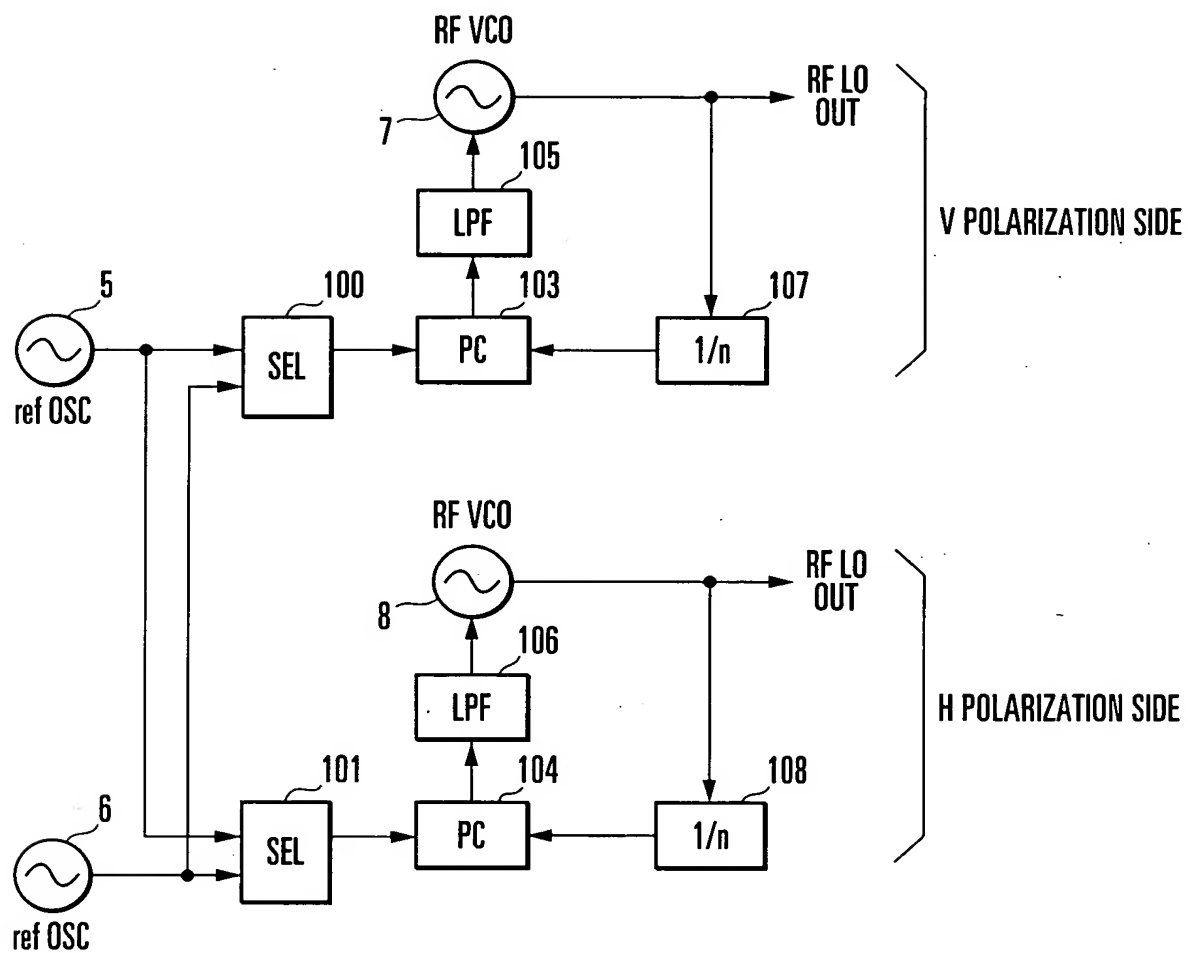 RF VCO
7
RF LO
OUT
105
LPF
V POLARIZATION SIDE
5
ref OSC
100
SEL
103
PC
107
1/n
RF VCO
8
RF LO
OUT
106
LPF
H POLARIZATION SIDE
6
ref OSC
101
SEL
104
PC
108
1/n